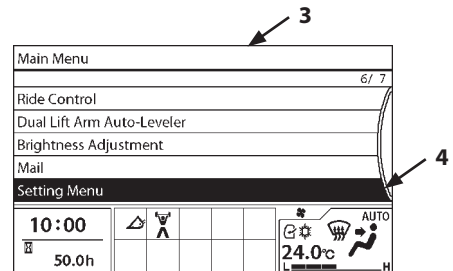 3
Main Menu
6/ 7
Ride Control
Dual Lift Arm Auto-Leveler
Brightness Adjustment
Mail
4
Setting Menu
10:00
AUTO
50.0h
24.0℃
L H